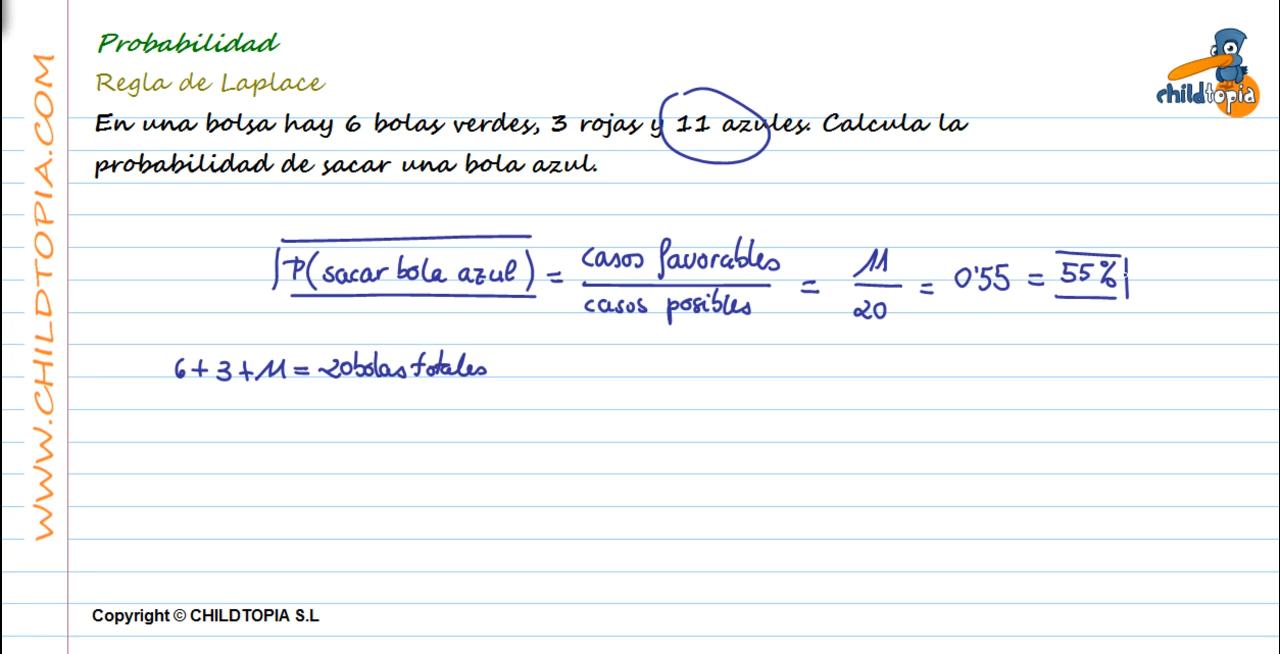 Probabilidad
Regla de Laplace
childtopia
En una bolsa hay 6 bolas verdes, 3 rojas y 11 azules. Calcula la
probabilidad de sacar una bola azul.
P(sacar bola azul) = casos favorables / casos posibles = 11/20 = 0'55 = 55%
6 + 3 + 11 = 20 bolas totales
WWW.CHILDTOPIA.COM
Copyright © CHILDTOPIA S.L